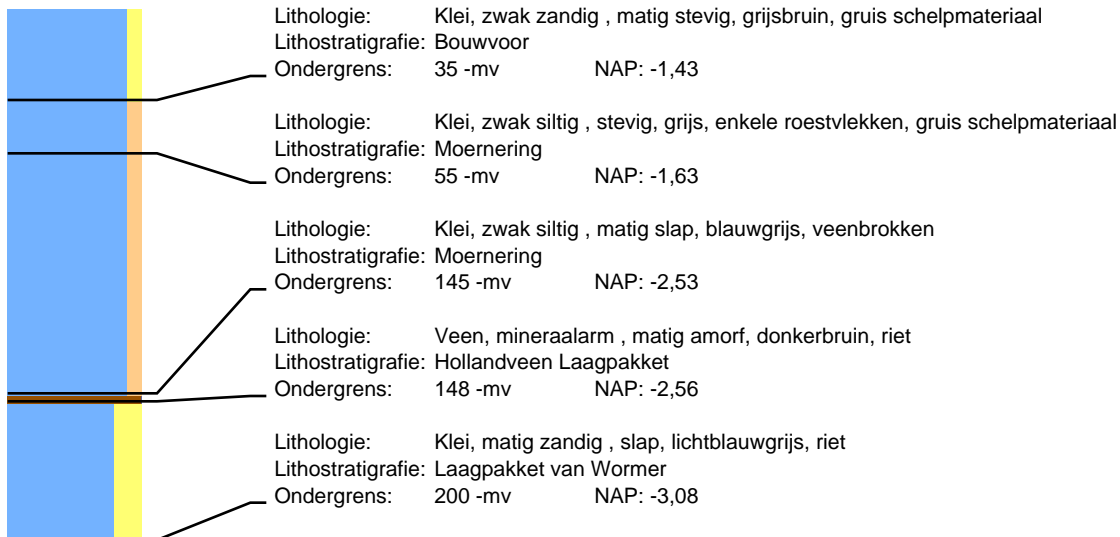 Lithologie: Klei, zwak zandig , matig stevig, grijsbruin, gruis schelpmateriaal
Lithostratigrafie: Bouwvoor
Ondergrens: 35 -mv NAP: -1,43
Lithologie: Klei, zwak siltig , stevig, grijs, enkele roestvlekken, gruis schelpmateriaal
Lithostratigrafie: Moernering
Ondergrens: 55 -mv NAP: -1,63
Lithologie: Klei, zwak siltig , matig slap, blauwgrijs, veenbrokken
Lithostratigrafie: Moernering
Ondergrens: 145 -mv NAP: -2,53
Lithologie: Veen, mineraalarm , matig amorf, donkerbruin, riet
Lithostratigrafie: Hollandveen Laagpakket
Ondergrens: 148 -mv NAP: -2,56
Lithologie: Klei, matig zandig , slap, lichtblauwgrijs, riet
Lithostratigrafie: Laagpakket van Wormer
Ondergrens: 200 -mv NAP: -3,08